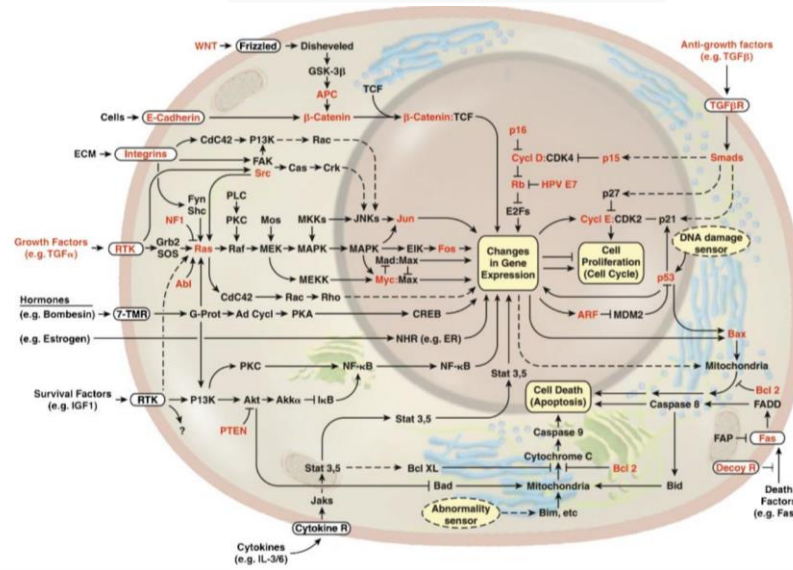 WNT
Frizzled
Disheveled
GSK-3β
APC
TCF
Cells
E-Cadherin
β-Catenin
β-Catenin:TCF
Anti-growth factors
(e.g. TGFβ)
TGFβR
p16
Cycl D:CDK4
p15
Smads
Rb
HPV E7
E2Fs
p27
Cycl E:CDK2
p21
ECM
Integrins
CdC42
P13K
Rac
FAK
Src
Cas
Crk
Fyn
Shc
NF1
PLC
PKC
Mos
MKKs
JNKs
Jun
Growth Factors
(e.g. TGFα)
RTK
Grb2
SOS
Ras
Raf
MEK
MAPK
MAPK
ElK
Fos
Changes
in Gene
Expression
Cell
Proliferation
(Cell Cycle)
DNA damage
sensor
Abl
MEKK
Mad:Max
Myc:Max
p53
CdC42
Rac
Rho
Hormones
(e.g. Bombesin)
7-TMR
G-Prot
Ad Cycl
PKA
CREB
ARF
MDM2
(e.g. Estrogen)
NHR (e.g. ER)
Bax
PKC
NF-κB
NF-κB
Stat 3,5
Mitochondria
Survival Factors
(e.g. IGF1)
RTK
P13K
Akt
Akkα
IκB
?
PTEN
Stat 3,5
Cell Death
(Apoptosis)
Caspase 8
Bcl 2
FADD
Caspase 9
FAP
Fas
Stat 3,5
Bcl XL
Cytochrome C
Bcl 2
Decoy R
Bad
Mitochondria
Bid
Death
Factors
(e.g. Fas
Jaks
Abnormality
sensor
Bim, etc
Cytokine R
Cytokines
(e.g. IL-3/6)